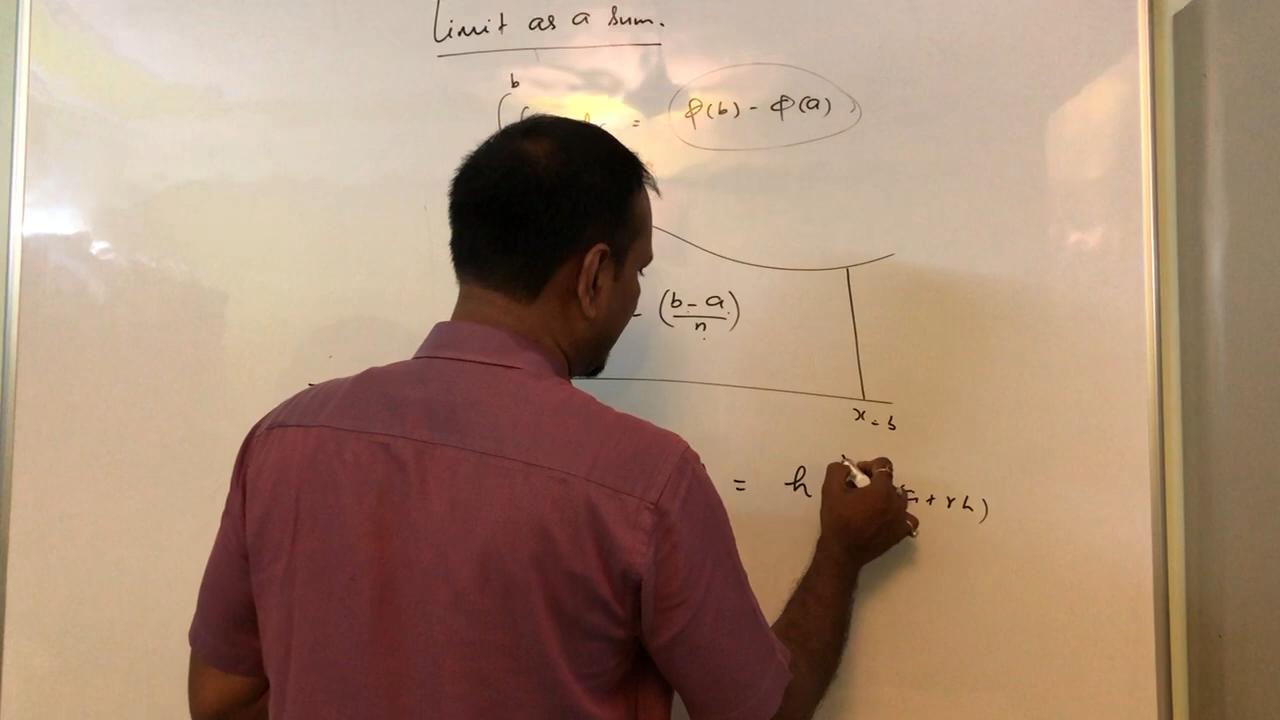 Limit as a sum.
b
= φ(b) - φ(a)
(b-a/n)
x=b
= h + rh)